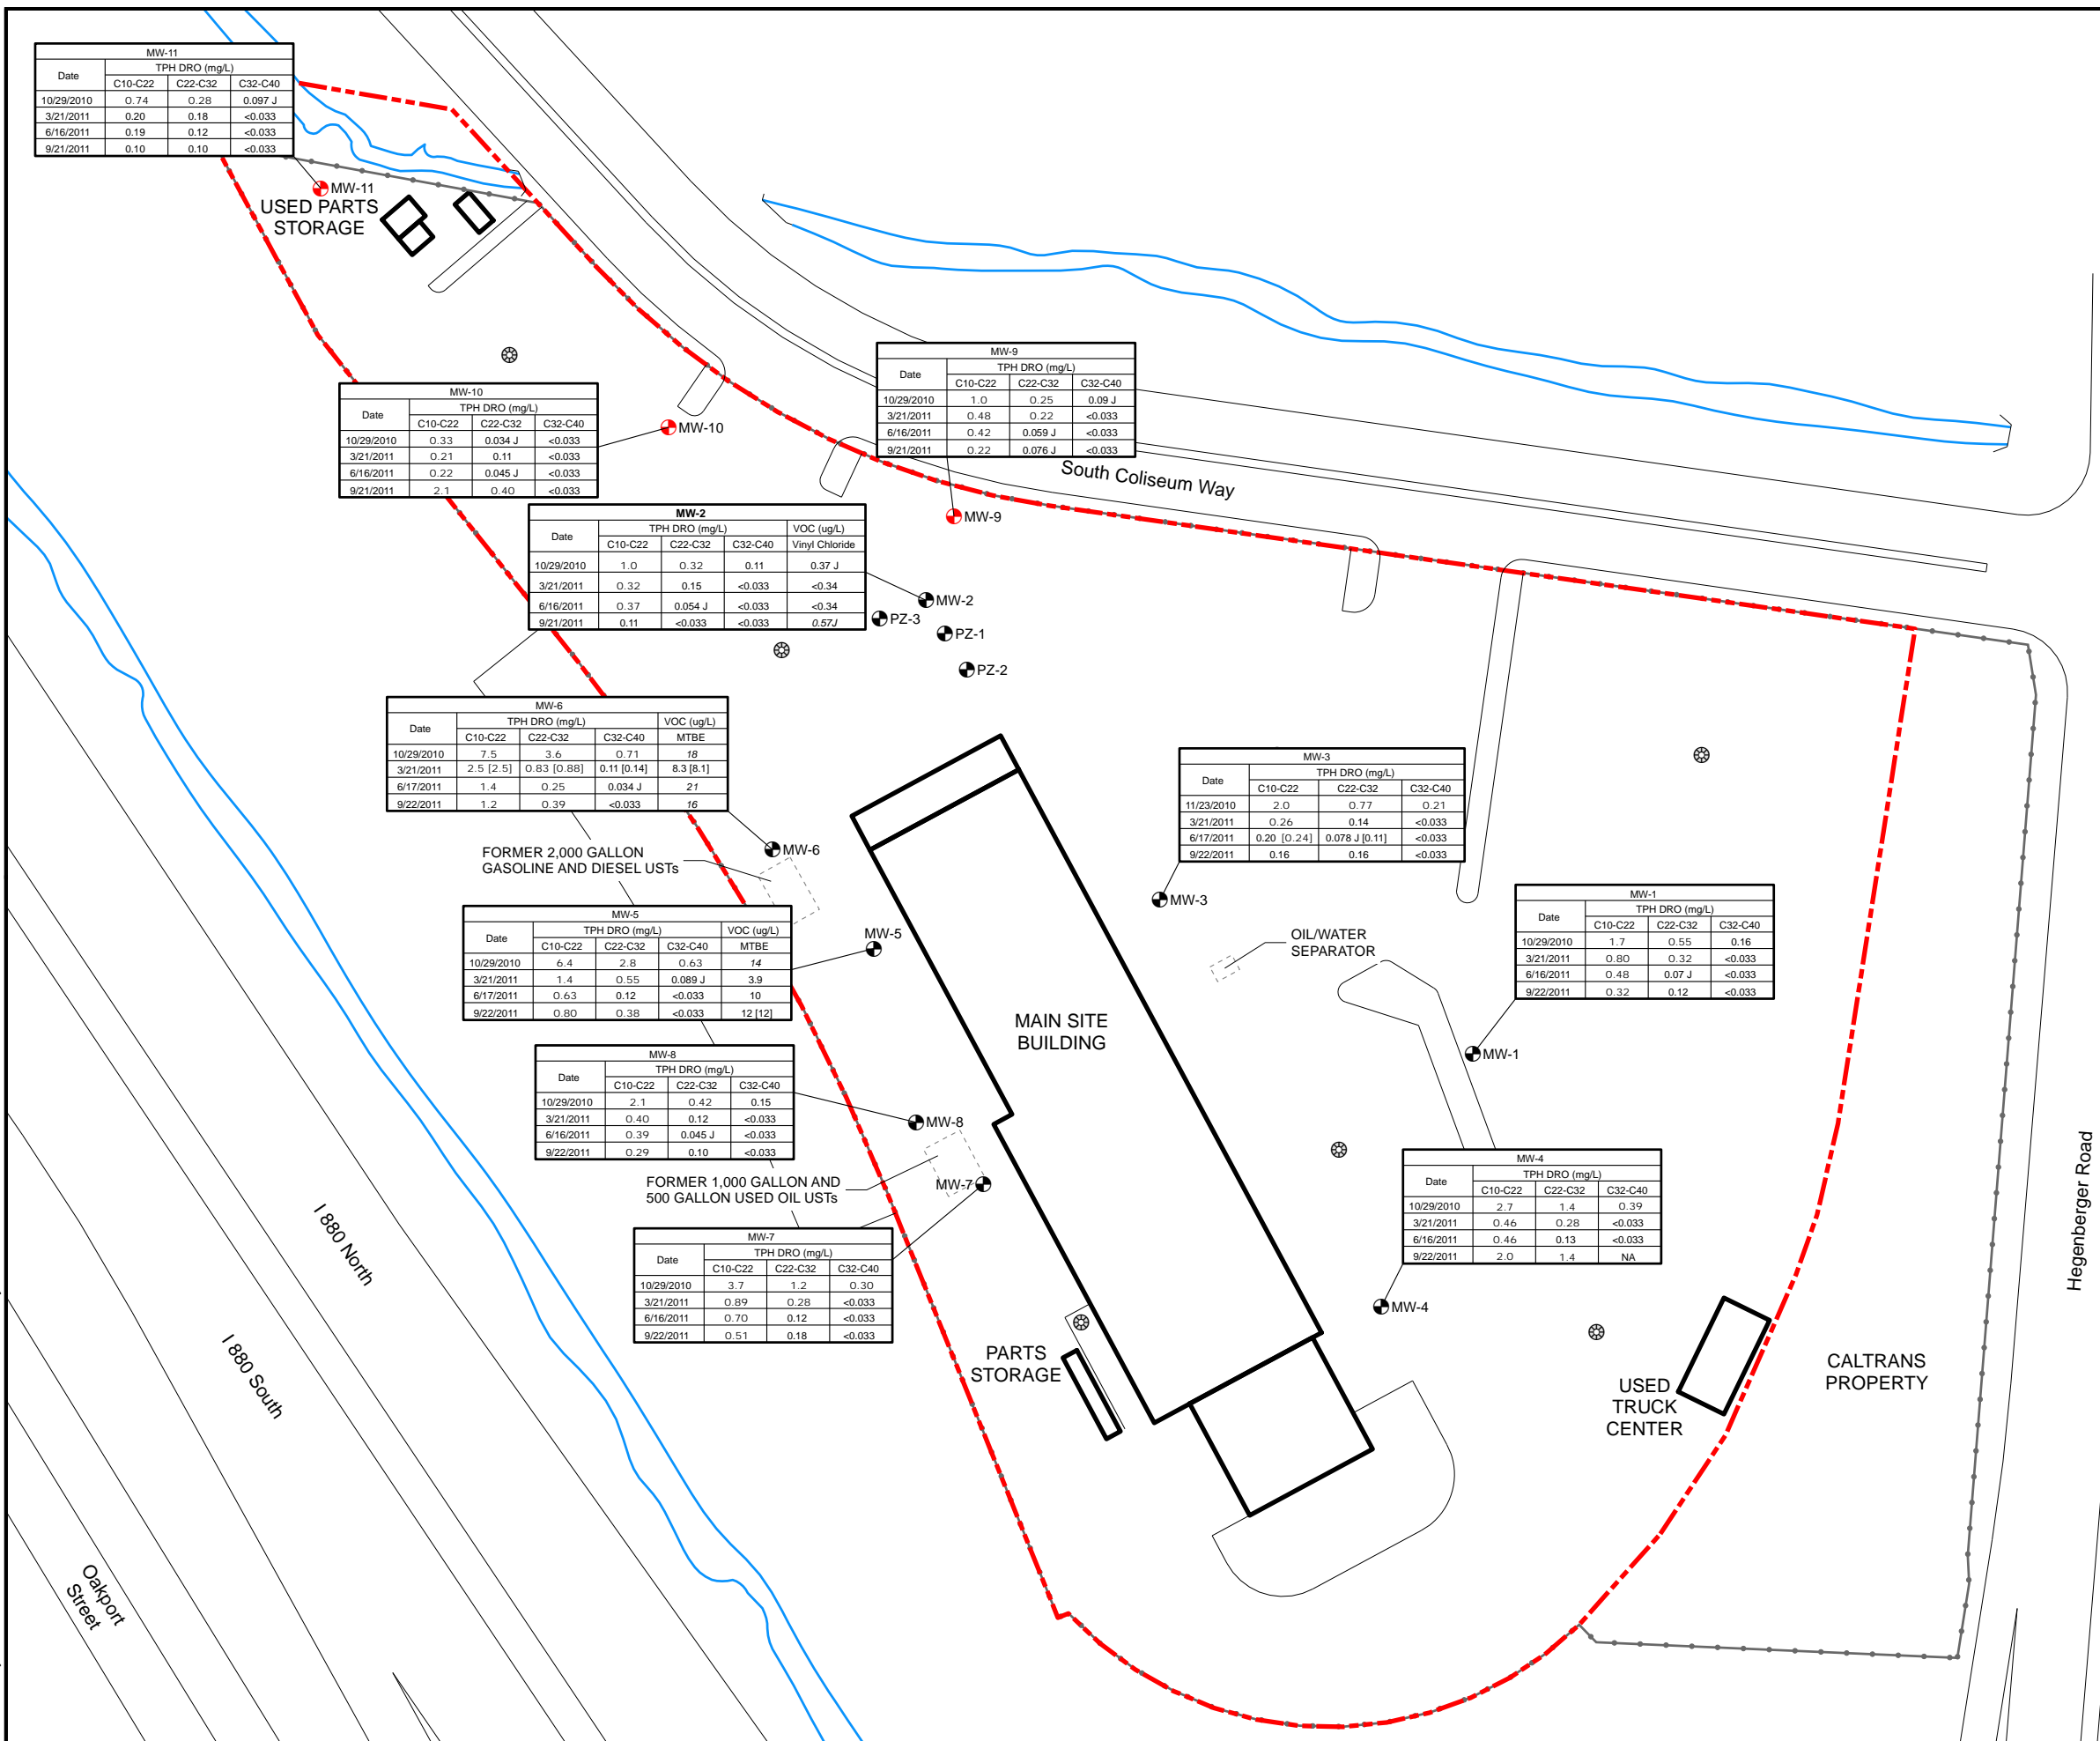 MW-11
Date TPH DRO (mg/L)
C10-C22 C22-C32 C32-C40
10/29/2010 0.74 0.28 0.097 J
3/21/2011 0.20 0.18 <0.033
6/16/2011 0.19 0.12 <0.033
9/21/2011 0.10 0.10 <0.033
MW-11
USED PARTS
STORAGE
MW-9
Date TPH DRO (mg/L)
C10-C22 C22-C32 C32-C40
10/29/2010 1.0 0.25 0.09 J
3/21/2011 0.48 0.22 <0.033
6/16/2011 0.42 0.059 J <0.033
9/21/2011 0.22 0.076 J <0.033
MW-10
Date TPH DRO (mg/L)
C10-C22 C22-C32 C32-C40
10/29/2010 0.33 0.034 J <0.033
3/21/2011 0.21 0.11 <0.033
6/16/2011 0.22 0.045 J <0.033
9/21/2011 2.1 0.40 <0.033
MW-10
South Coliseum Way
MW-9
MW-2
Date TPH DRO (mg/L) VOC (ug/L)
C10-C22 C22-C32 C32-C40 Vinyl Chloride
10/29/2010 1.0 0.32 0.11 0.37 J
3/21/2011 0.32 0.15 <0.033 <0.34
6/16/2011 0.37 0.054 J <0.033 <0.34
9/21/2011 0.11 <0.033 <0.033 0.57J
MW-2
PZ-3
PZ-1
PZ-2
MW-6
Date TPH DRO (mg/L) VOC (ug/L)
C10-C22 C22-C32 C32-C40 MTBE
10/29/2010 7.5 3.6 0.71 18
3/21/2011 2.5 [2.5] 0.83 [0.88] 0.11 [0.14] 8.3 [8.1]
6/17/2011 1.4 0.25 0.034 J 21
9/22/2011 1.2 0.39 <0.033 16
MW-6
FORMER 2,000 GALLON
GASOLINE AND DIESEL USTs
MW-3
Date TPH DRO (mg/L)
C10-C22 C22-C32 C32-C40
11/23/2010 2.0 0.77 0.21
3/21/2011 0.26 0.14 <0.033
6/17/2011 0.20 [0.24] 0.078 J [0.11] <0.033
9/22/2011 0.16 0.16 <0.033
MW-3
MW-5
Date TPH DRO (mg/L) VOC (ug/L)
C10-C22 C22-C32 C32-C40 MTBE
10/29/2010 6.4 2.8 0.63 14
3/21/2011 1.4 0.55 0.089 J 3.9
6/17/2011 0.63 0.12 <0.033 10
9/22/2011 0.80 0.38 <0.033 12 [12]
MW-5
OIL/WATER
SEPARATOR
MW-1
Date TPH DRO (mg/L)
C10-C22 C22-C32 C32-C40
10/29/2010 1.7 0.55 0.16
3/21/2011 0.80 0.32 <0.033
6/16/2011 0.48 0.07 J <0.033
9/22/2011 0.32 0.12 <0.033
MW-1
MAIN SITE
BUILDING
MW-8
Date TPH DRO (mg/L)
C10-C22 C22-C32 C32-C40
10/29/2010 2.1 0.42 0.15
3/21/2011 0.40 0.12 <0.033
6/16/2011 0.39 0.045 J <0.033
9/22/2011 0.29 0.10 <0.033
MW-8
FORMER 1,000 GALLON AND
500 GALLON USED OIL USTs
MW-7
MW-7
Date TPH DRO (mg/L)
C10-C22 C22-C32 C32-C40
10/29/2010 3.7 1.2 0.30
3/21/2011 0.89 0.28 <0.033
6/16/2011 0.70 0.12 <0.033
9/22/2011 0.51 0.18 <0.033
MW-4
Date TPH DRO (mg/L)
C10-C22 C22-C32 C32-C40
10/29/2010 2.7 1.4 0.39
3/21/2011 0.46 0.28 <0.033
6/16/2011 0.46 0.13 <0.033
9/22/2011 2.0 1.4 NA
MW-4
I 880 North
I 880 South
Oakport
Street
PARTS
STORAGE
USED
TRUCK
CENTER
CALTRANS
PROPERTY
Hegenberger Road